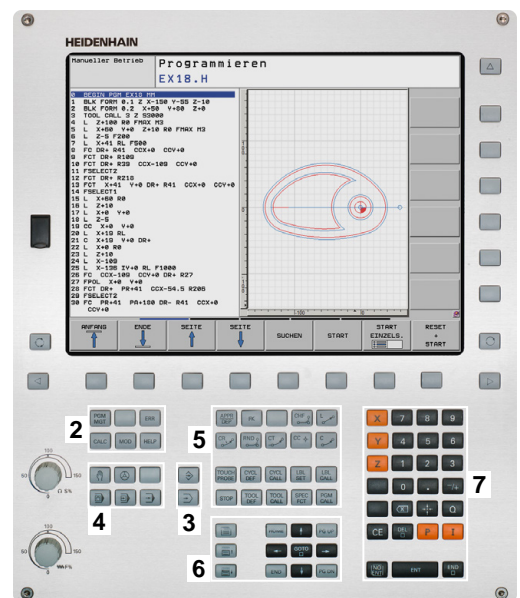 HEIDENHAIN
Manueller Betrieb
Programmieren
EX18.H
0 BEGIN PGM EX18 MM
1 BLK FORM 0.1 Z X-150 Y-55 Z-10
2 BLK FORM 0.2 X+50 Y+80 Z+0
3 TOOL CALL 3 Z S3000
4 L Z+100 R0 FMAX M3
5 L X+60 Y+0 Z+10 R0 FMAX M3
6 L Z-5 F200
7 L X+41 RL F500
8 FC DR+ R41 CCX+0 CCY+0
9 FCT DR+ R109
10 FCT DR+ R39 CCX-109 CCY+0
11 FSELECT2
12 FCT DR+ R218
13 FCT X+41 Y+0 DR+ R41 CCX+0 CCY+0
14 FSELECT1
15 L X+60 R0
16 L Z+10
17 L X+0 Y+0
18 L Z-5
19 CC X+0 Y+0
20 L X+19 RL
21 C X+19 Y+0 DR+
22 L X+0 R0
23 L Z+10
24 L X-109
25 L X-135 IY+0 RL F1000
26 FC CCX-109 CCY+0 DR+ R27
27 FPOL X+0 Y+0
28 FCT DR+ PR+41 CCX-54.5 R206
29 FSELECT2
30 FC PR+41 PA+180 DR- R41 CCX+0
CCY+0
-100
0
ANFANG
ENDE
SEITE
SEITE
SUCHEN
START
START EINZELS.
RESET + START
PGM MGT
ERR
CALC
MOD
HELP
2
APPR DEP
FK
CHF
L
CR
RND
CT
CC
C
5
TOUCH PROBE
CYCL DEF
CYCL CALL
LBL SET
LBL CALL
STOP
TOOL DEF
TOOL CALL
SPEC FCT
PGM CALL
4
3
HOME
PG UP
GOTO
END
PG DN
6
X
7
8
9
Y
4
5
6
Z
1
2
3
0
.
-/+
Q
CE
DEL
P
I
NO ENT
ENT
END
7